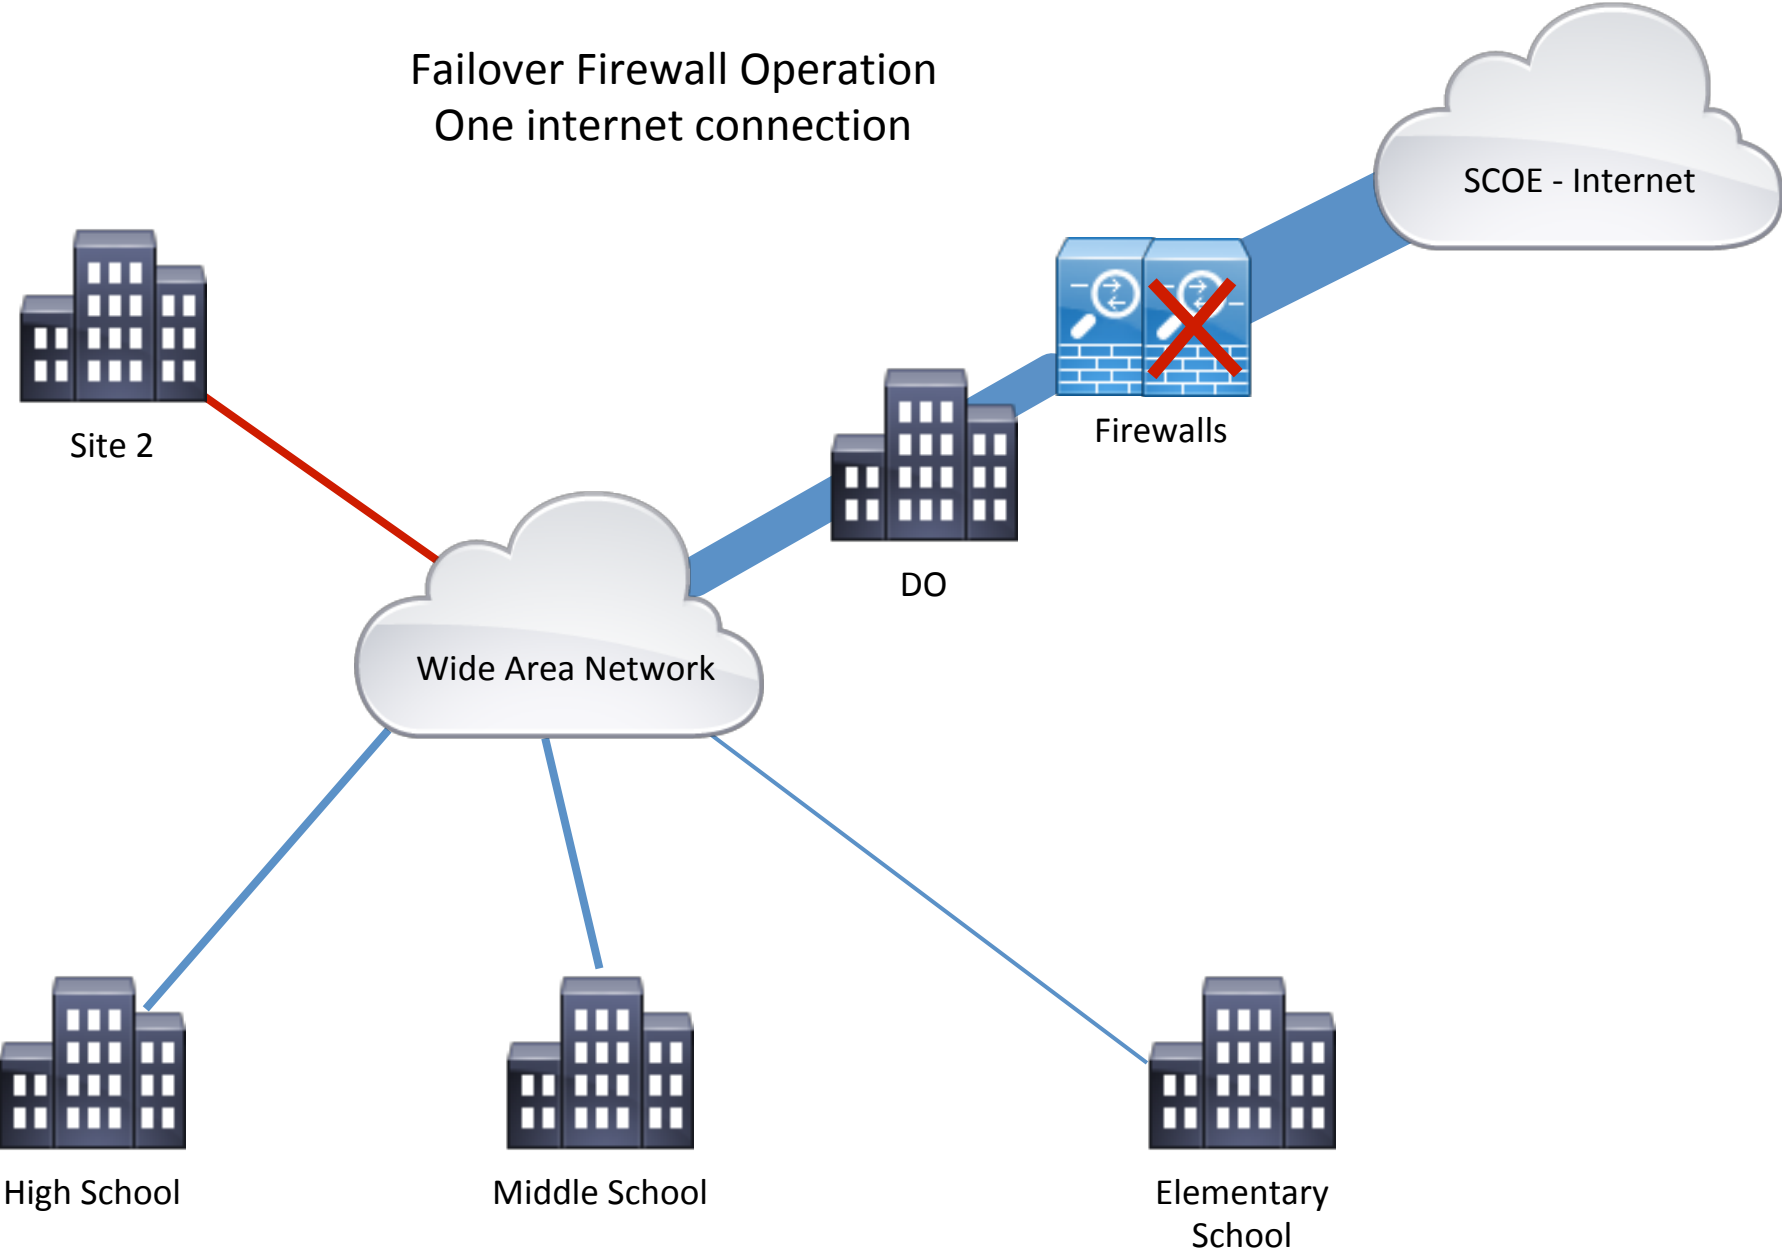 Failover Firewall Operation
One internet connection
SCOE - Internet
Site 2
Firewalls
DO
Wide Area Network
High School
Middle School
Elementary
School